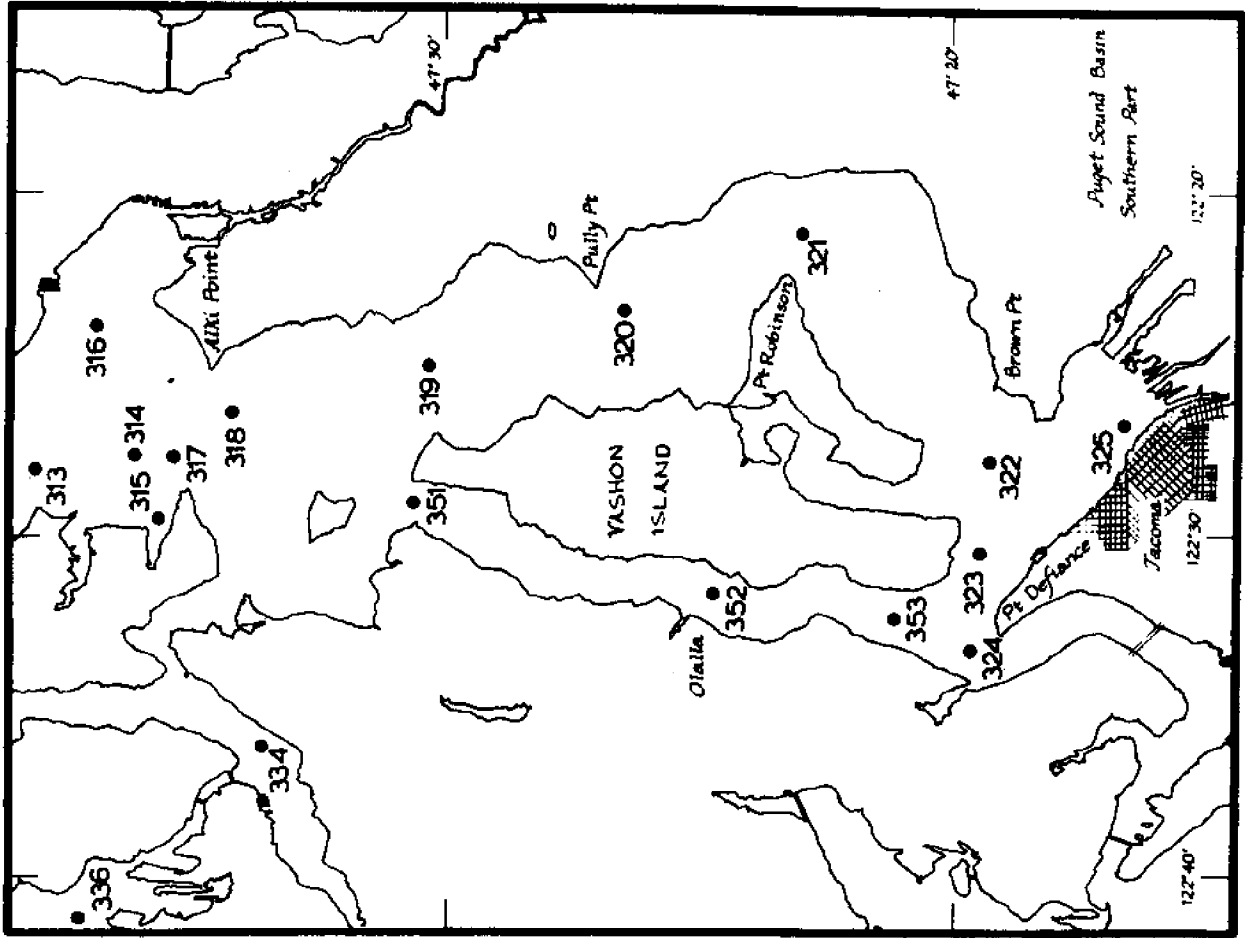 313
336
316
314
315
317
Alki Point
318
334
47°30'
319
351
Pully Pt
VASHON
ISLAND
320
Olalla
352
Pt Robinson
321
353
47°20'
323
324
322
Brown Pt
Pt Defiance
Puget Sound Basin
Southern Part
325
Tacoma
122°40'
122°30'
122°20'